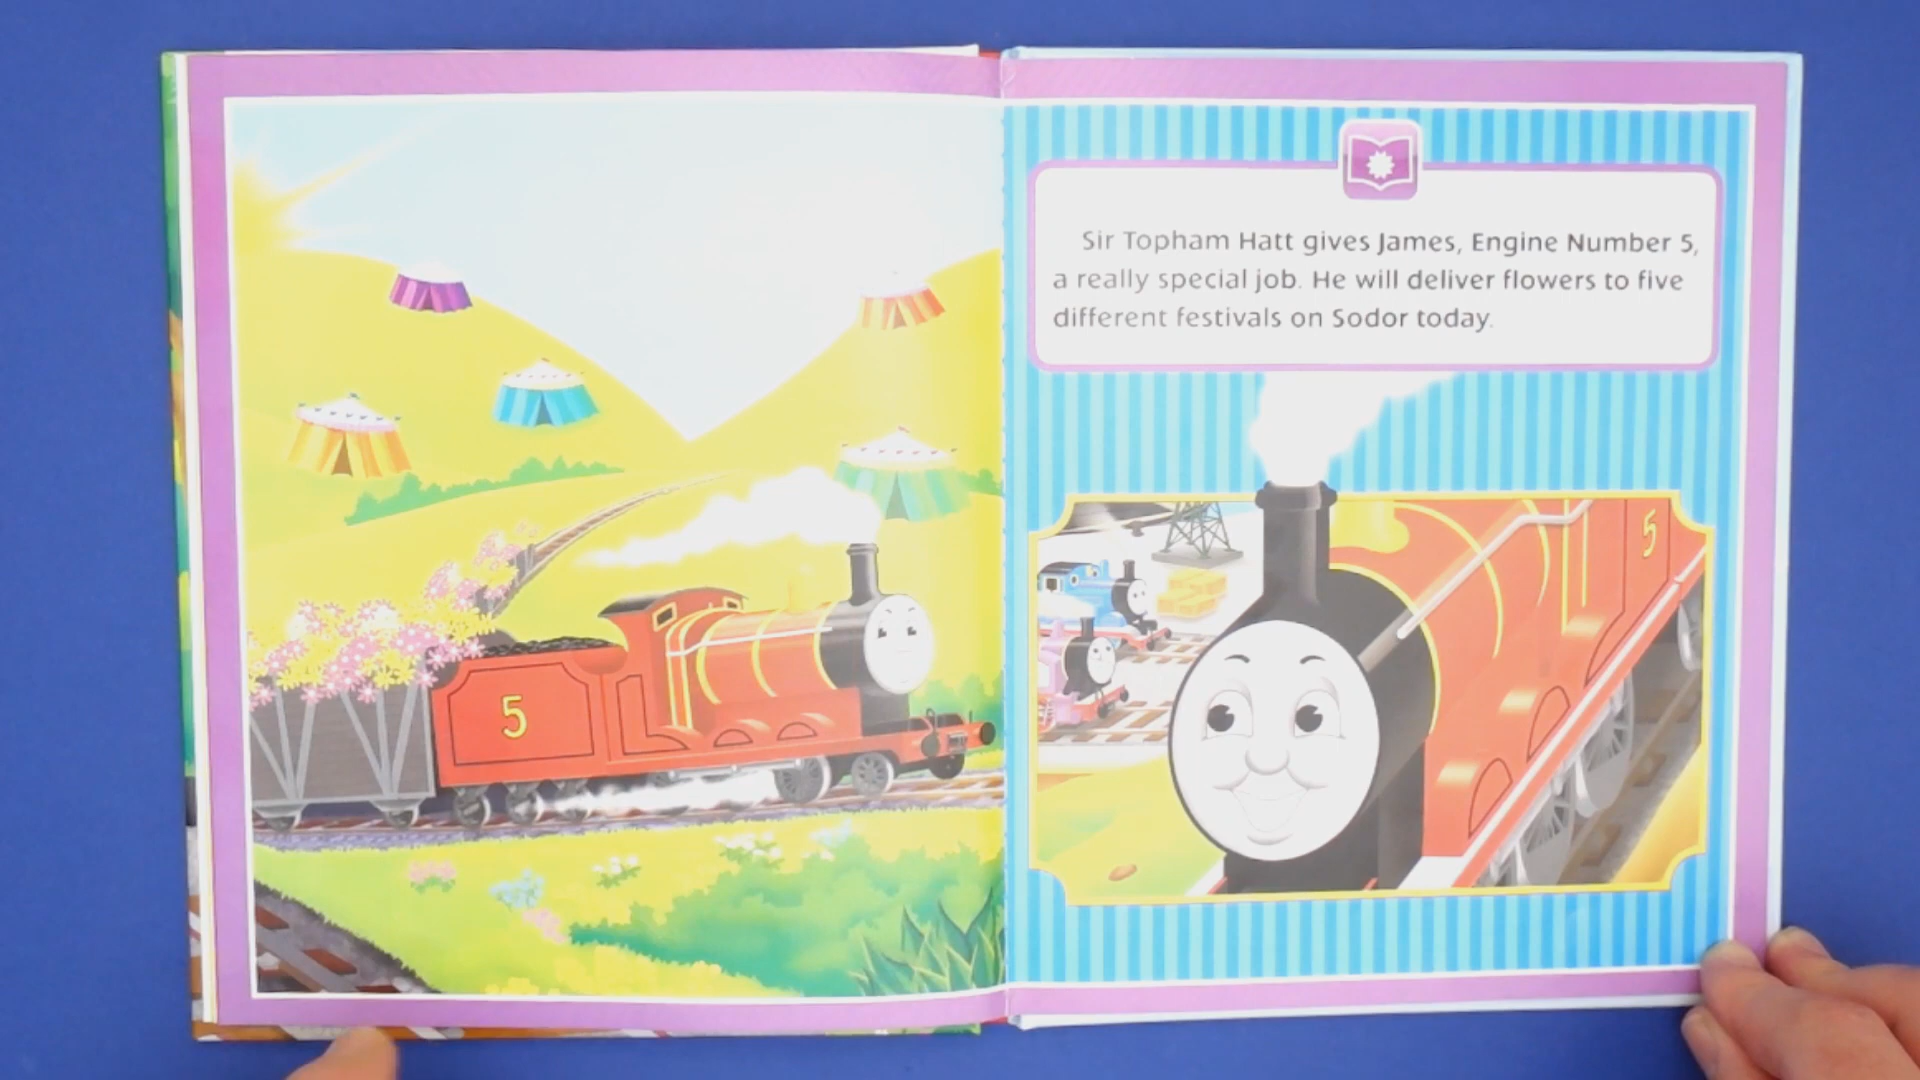 5
Sir Topham Hatt gives James, Engine Number 5,
a really special job. He will deliver flowers to five
different festivals on Sodor today.
5